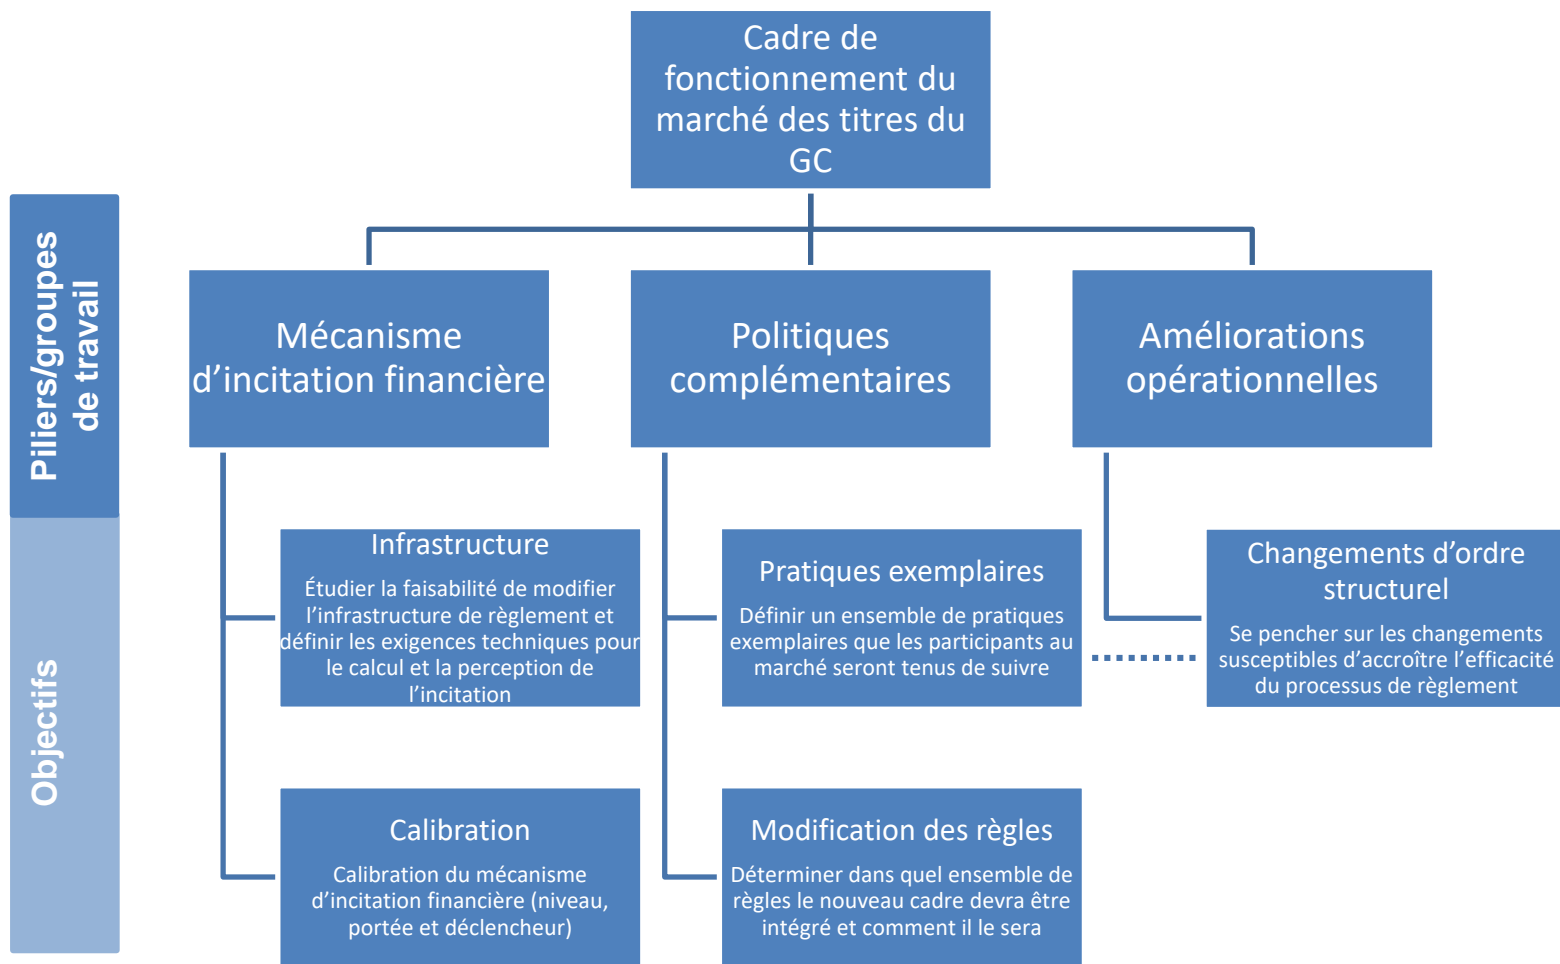 Cadre de
fonctionnement du
marché des titres du
GC
Piliers/groupes
de travail
Mécanisme
d’incitation financière
Politiques
complémentaires
Améliorations
opérationnelles
Objectifs
Infrastructure
Étudier la faisabilité de modifier
l’infrastructure de règlement et
définir les exigences techniques pour
le calcul et la perception de
l’incitation
Pratiques exemplaires
Définir un ensemble de pratiques
exemplaires que les participants au
marché seront tenus de suivre
Changements d’ordre
structurel
Se pencher sur les changements
susceptibles d’accroître l’efficacité
du processus de règlement
Calibration
Calibration du mécanisme
d’incitation financière (niveau,
portée et déclencheur)
Modification des règles
Déterminer dans quel ensemble de
règles le nouveau cadre devra être
intégré et comment il le sera